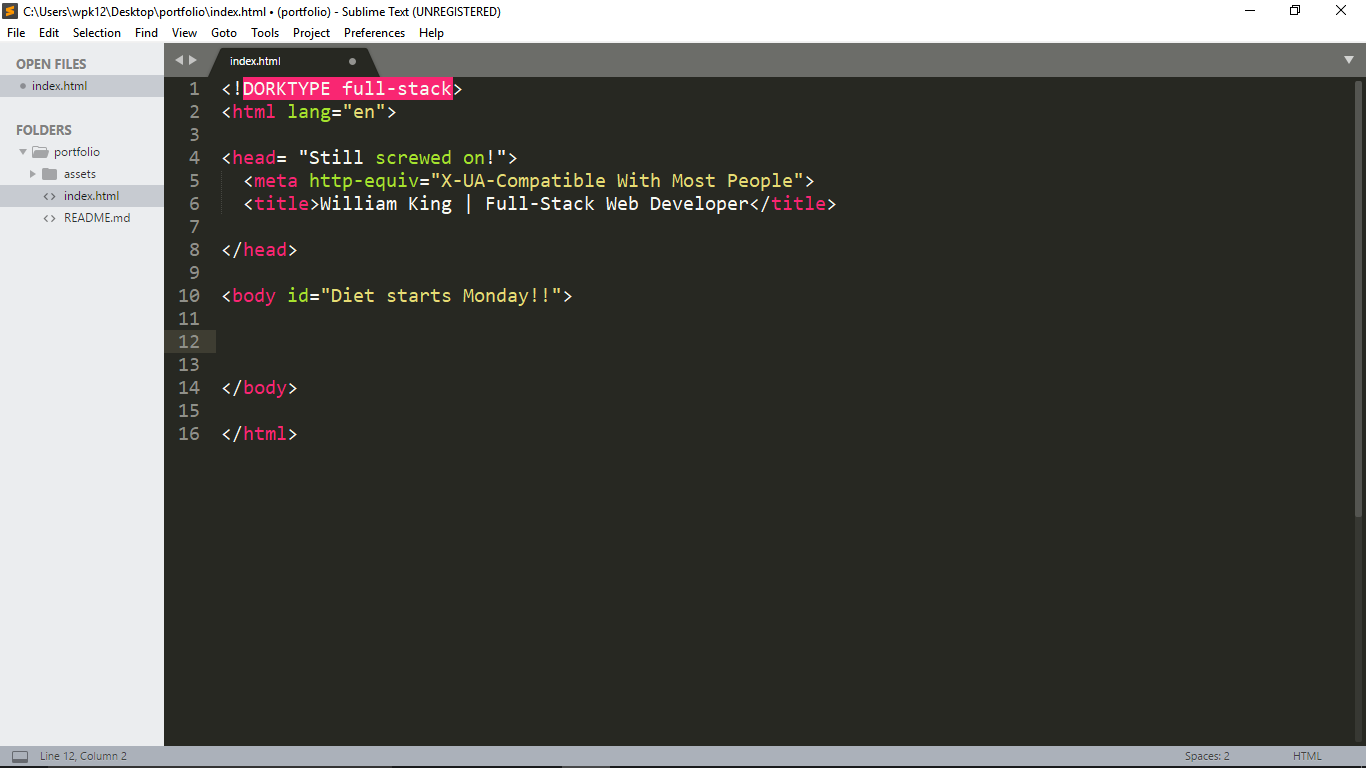 C:\Users\wpk12\Desktop\portfolio\index.html • (portfolio) - Sublime Text (UNREGISTERED)
File Edit Selection Find View Goto Tools Project Preferences Help
OPEN FILES
index.html
FOLDERS
portfolio
assets
index.html
README.md
index.html
1 <!DORKTYPE full-stack>
2 <html lang="en">
3
4 <head= "Still screwed on!">
5 <meta http-equiv="X-UA-Compatible With Most People">
6 <title>William King | Full-Stack Web Developer</title>
7
8 </head>
9
10 <body id="Diet starts Monday!!">
11
12
13
14 </body>
15
16 </html>
Line 12, Column 2 Spaces: 2 HTML